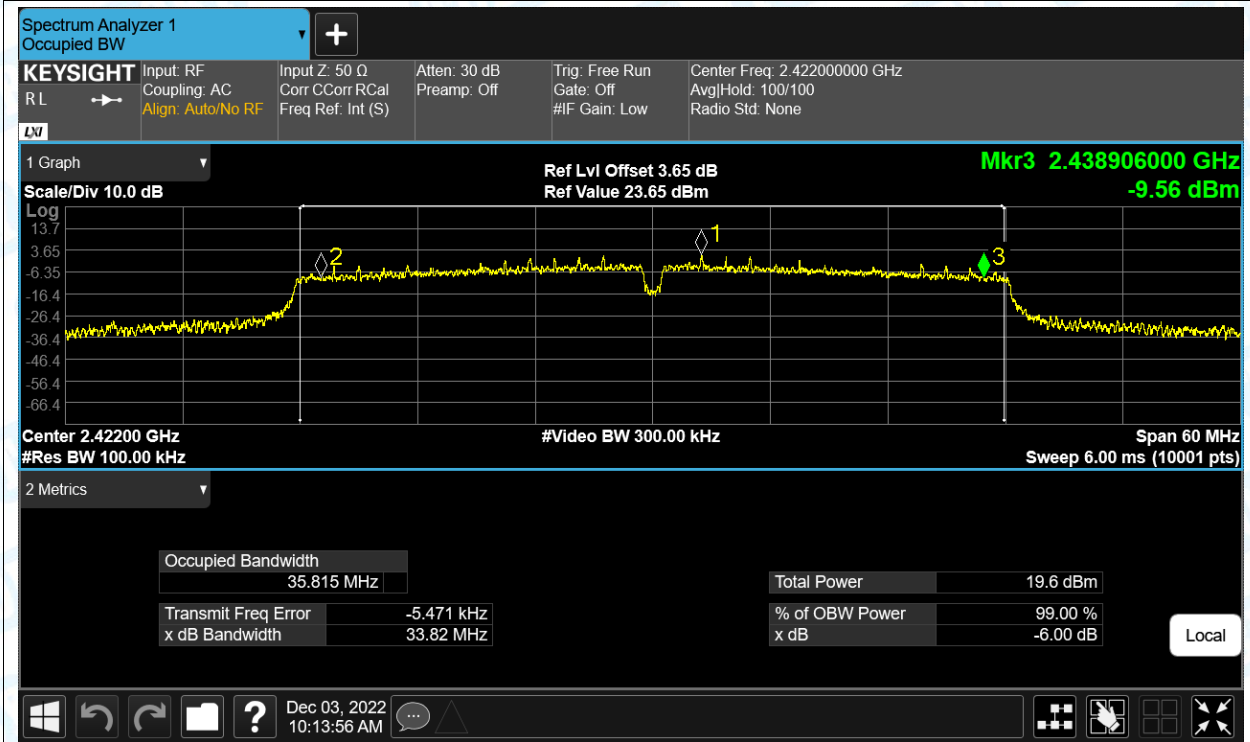 Spectrum Analyzer 1
Occupied BW
KEYSIGHT
R L
LXI
Input: RF
Coupling: AC
Align: Auto/No RF
Input Z: 50 Ω
Corr CCorr RCal
Freq Ref: Int (S)
Atten: 30 dB
Preamp: Off
Trig: Free Run
Gate: Off
#IF Gain: Low
Center Freq: 2.422000000 GHz
Avg|Hold: 100/100
Radio Std: None
1 Graph
Scale/Div 10.0 dB
Ref Lvl Offset 3.65 dB
Ref Value 23.65 dBm
Mkr3 2.438906000 GHz
-9.56 dBm
Log
13.7
3.65
-6.35
-16.4
-26.4
-36.4
-46.4
-56.4
-66.4
2
1
3
Center 2.42200 GHz
#Video BW 300.00 kHz
Span 60 MHz
#Res BW 100.00 kHz
Sweep 6.00 ms (10001 pts)
2 Metrics
Occupied Bandwidth
35.815 MHz
Total Power 19.6 dBm
Transmit Freq Error -5.471 kHz
% of OBW Power 99.00 %
x dB Bandwidth 33.82 MHz
x dB -6.00 dB
Local
?
Dec 03, 2022
10:13:56 AM